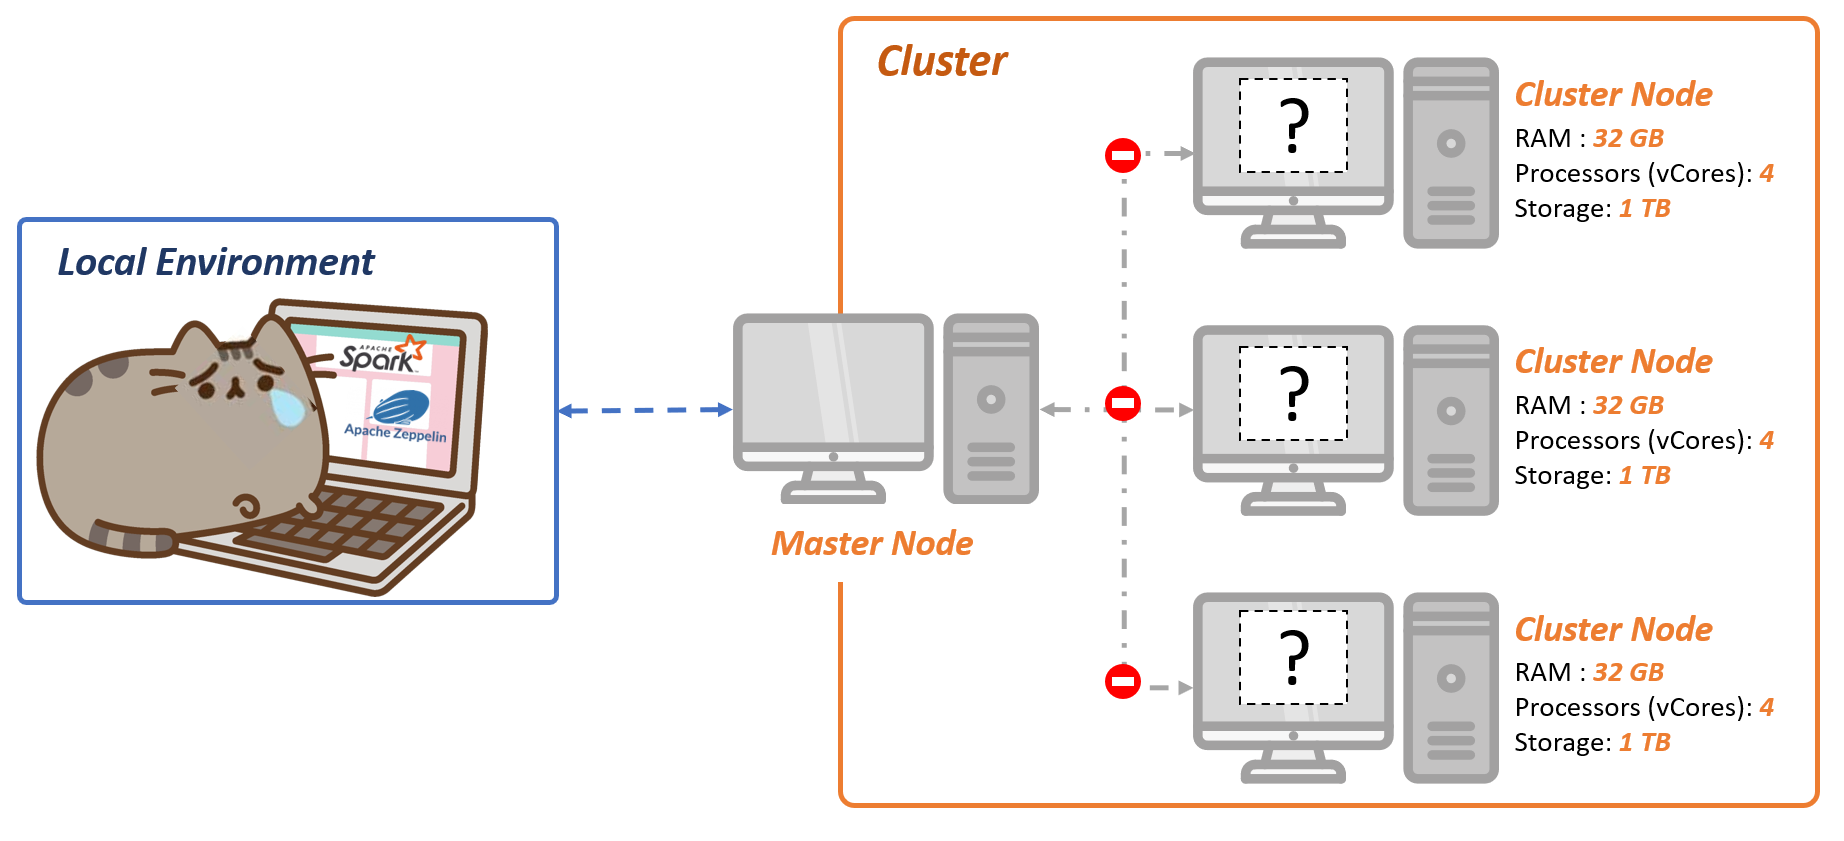 Cluster
Local Environment
APACHE
Spark
Apache Zeppelin
Master Node
?
Cluster Node
RAM : 32 GB
Processors (vCores): 4
Storage: 1 TB
?
Cluster Node
RAM : 32 GB
Processors (vCores): 4
Storage: 1 TB
?
Cluster Node
RAM : 32 GB
Processors (vCores): 4
Storage: 1 TB